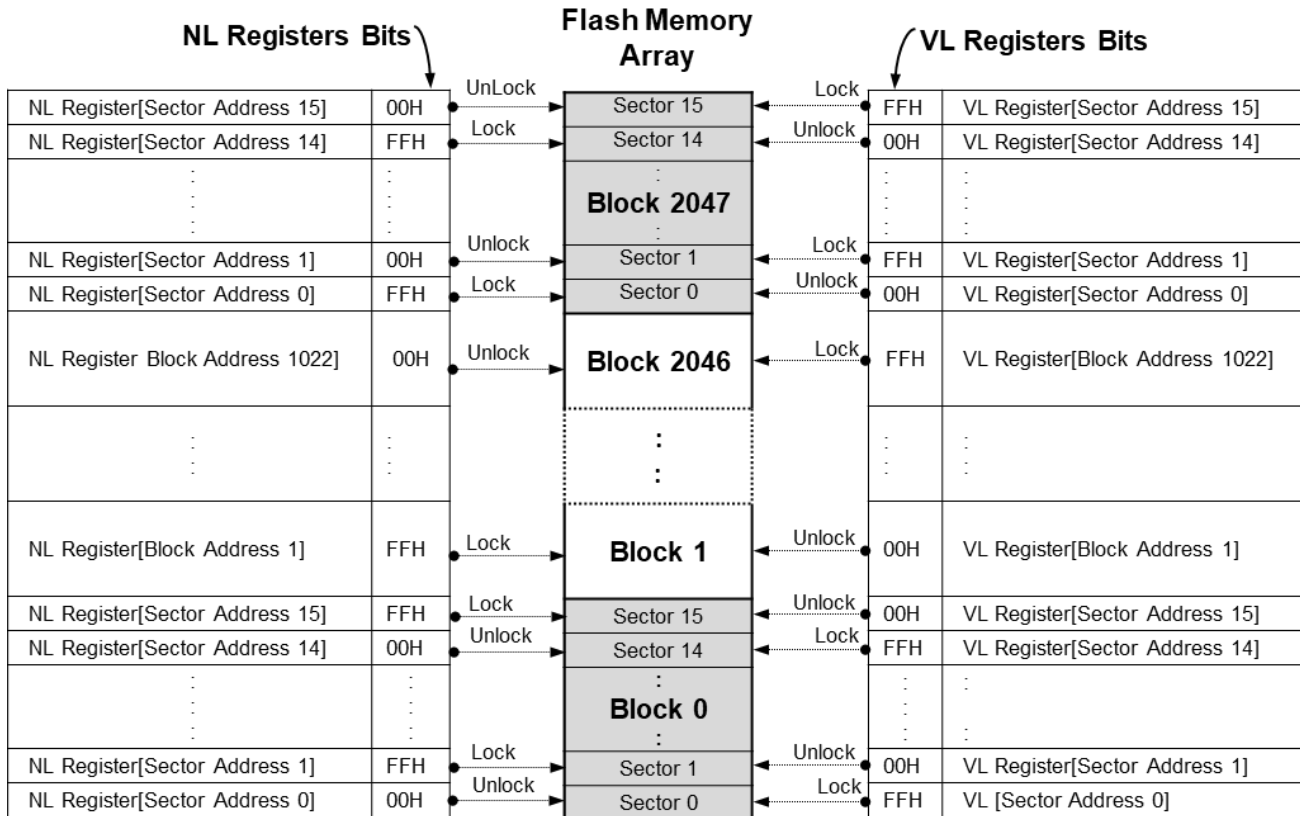 NL Registers Bits
Flash Memory
Array
VL Registers Bits
NL Register[Sector Address 15] 00H UnLock Sector 15 Lock FFH VL Register[Sector Address 15]
NL Register[Sector Address 14] FFH Lock Sector 14 Unlock 00H VL Register[Sector Address 14]
: : : : :
Block 2047
: : : : :
NL Register[Sector Address 1] 00H Unlock Sector 1 Lock FFH VL Register[Sector Address 1]
NL Register[Sector Address 0] FFH Lock Sector 0 Unlock 00H VL Register[Sector Address 0]
NL Register Block Address 1022] 00H Unlock Block 2046 Lock FFH VL Register[Block Address 1022]
: : : : :
: : : : :
NL Register[Block Address 1] FFH Lock Block 1 Unlock 00H VL Register[Block Address 1]
NL Register[Sector Address 15] FFH Lock Sector 15 Unlock 00H VL Register[Sector Address 15]
NL Register[Sector Address 14] 00H Unlock Sector 14 Lock FFH VL Register[Sector Address 14]
: : : : :
Block 0
: : : : :
NL Register[Sector Address 1] FFH Lock Sector 1 Unlock 00H VL Register[Sector Address 1]
NL Register[Sector Address 0] 00H Unlock Sector 0 Lock FFH VL [Sector Address 0]